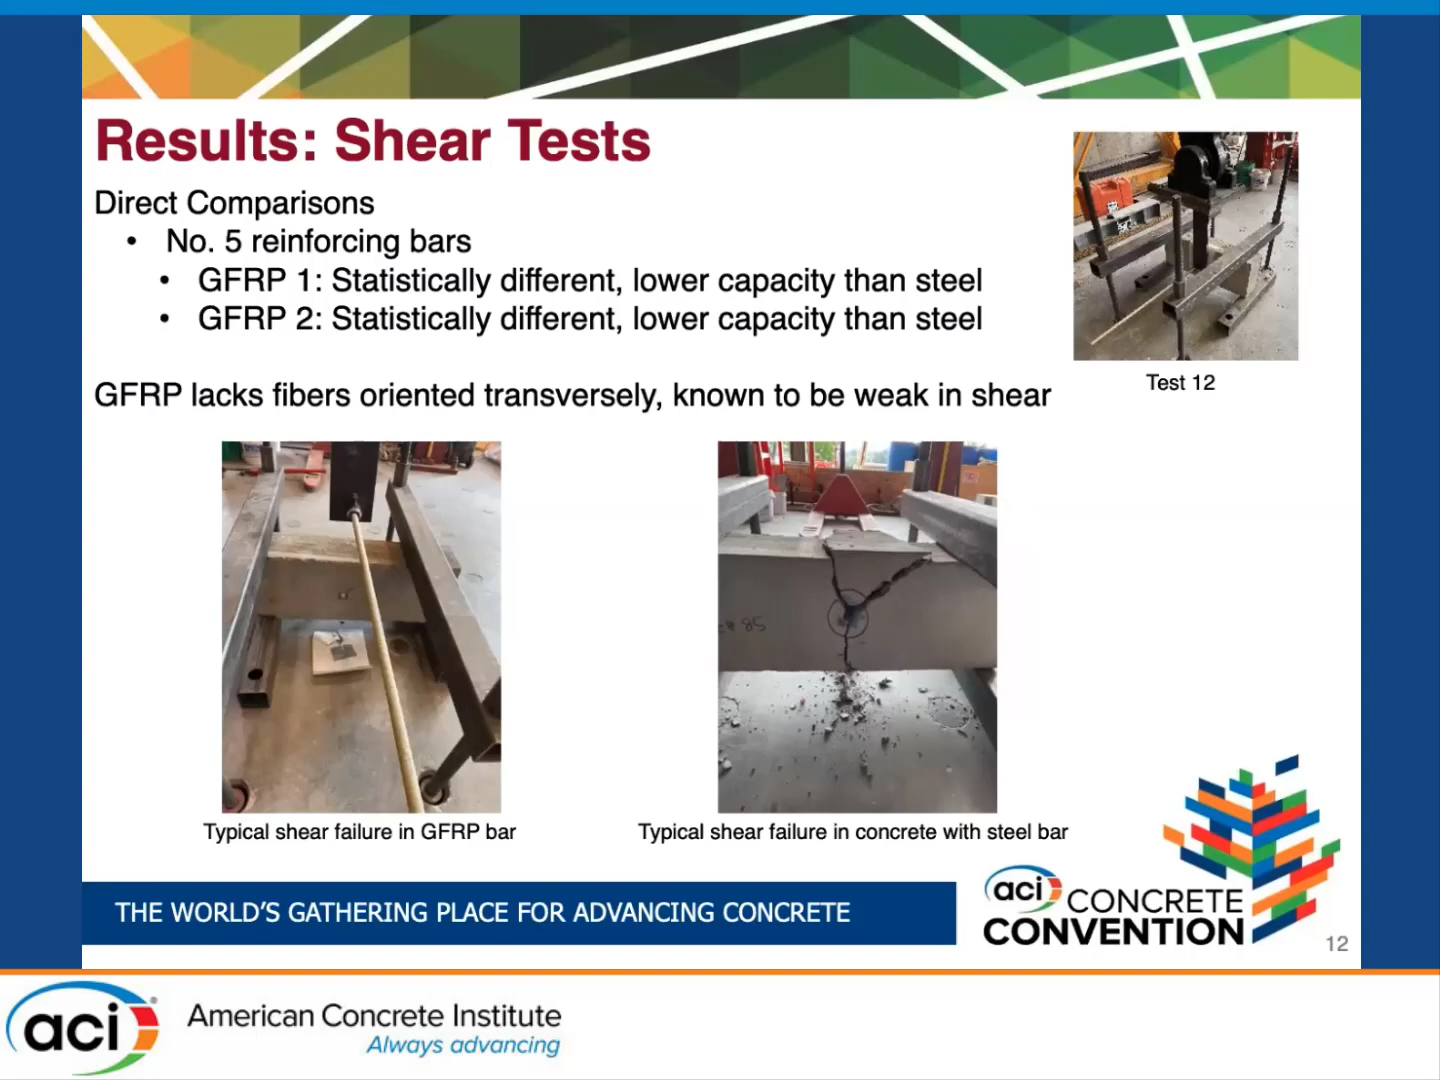 Results: Shear Tests
Direct Comparisons
• No. 5 reinforcing bars
• GFRP 1: Statistically different, lower capacity than steel
• GFRP 2: Statistically different, lower capacity than steel
Test 12
GFRP lacks fibers oriented transversely, known to be weak in shear
Typical shear failure in GFRP bar
Typical shear failure in concrete with steel bar
THE WORLD'S GATHERING PLACE FOR ADVANCING CONCRETE
aci CONCRETE
CONVENTION
12
aci
American Concrete Institute
Always advancing